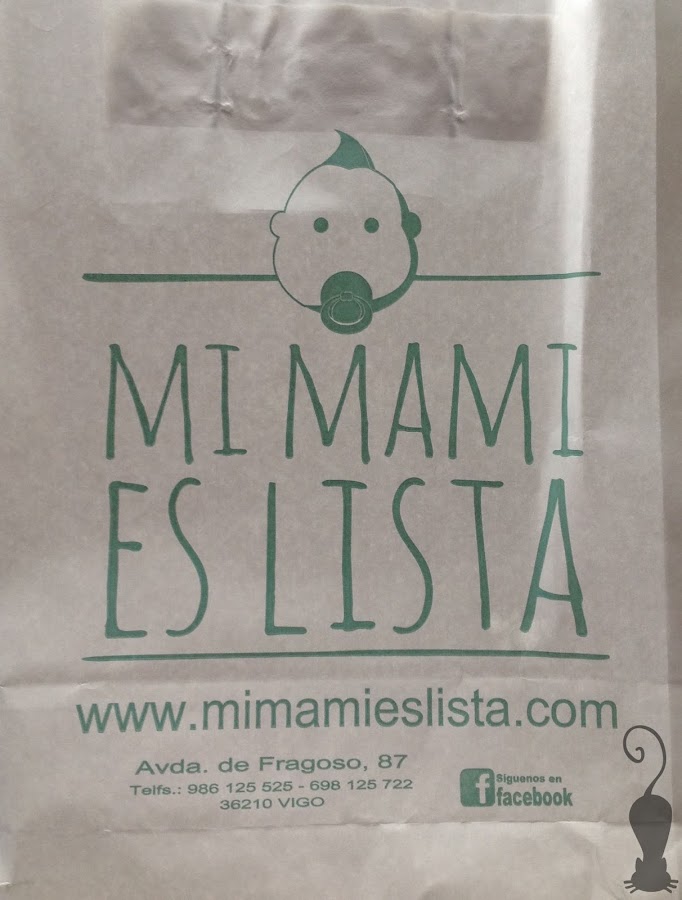 MI MAMI
ES LISTA
www.mimamieslista.com
Avda. de Fragoso, 87
Telfs.: 986 125 525 - 698 125 722
36210 VIGO
Síguenos en
facebook